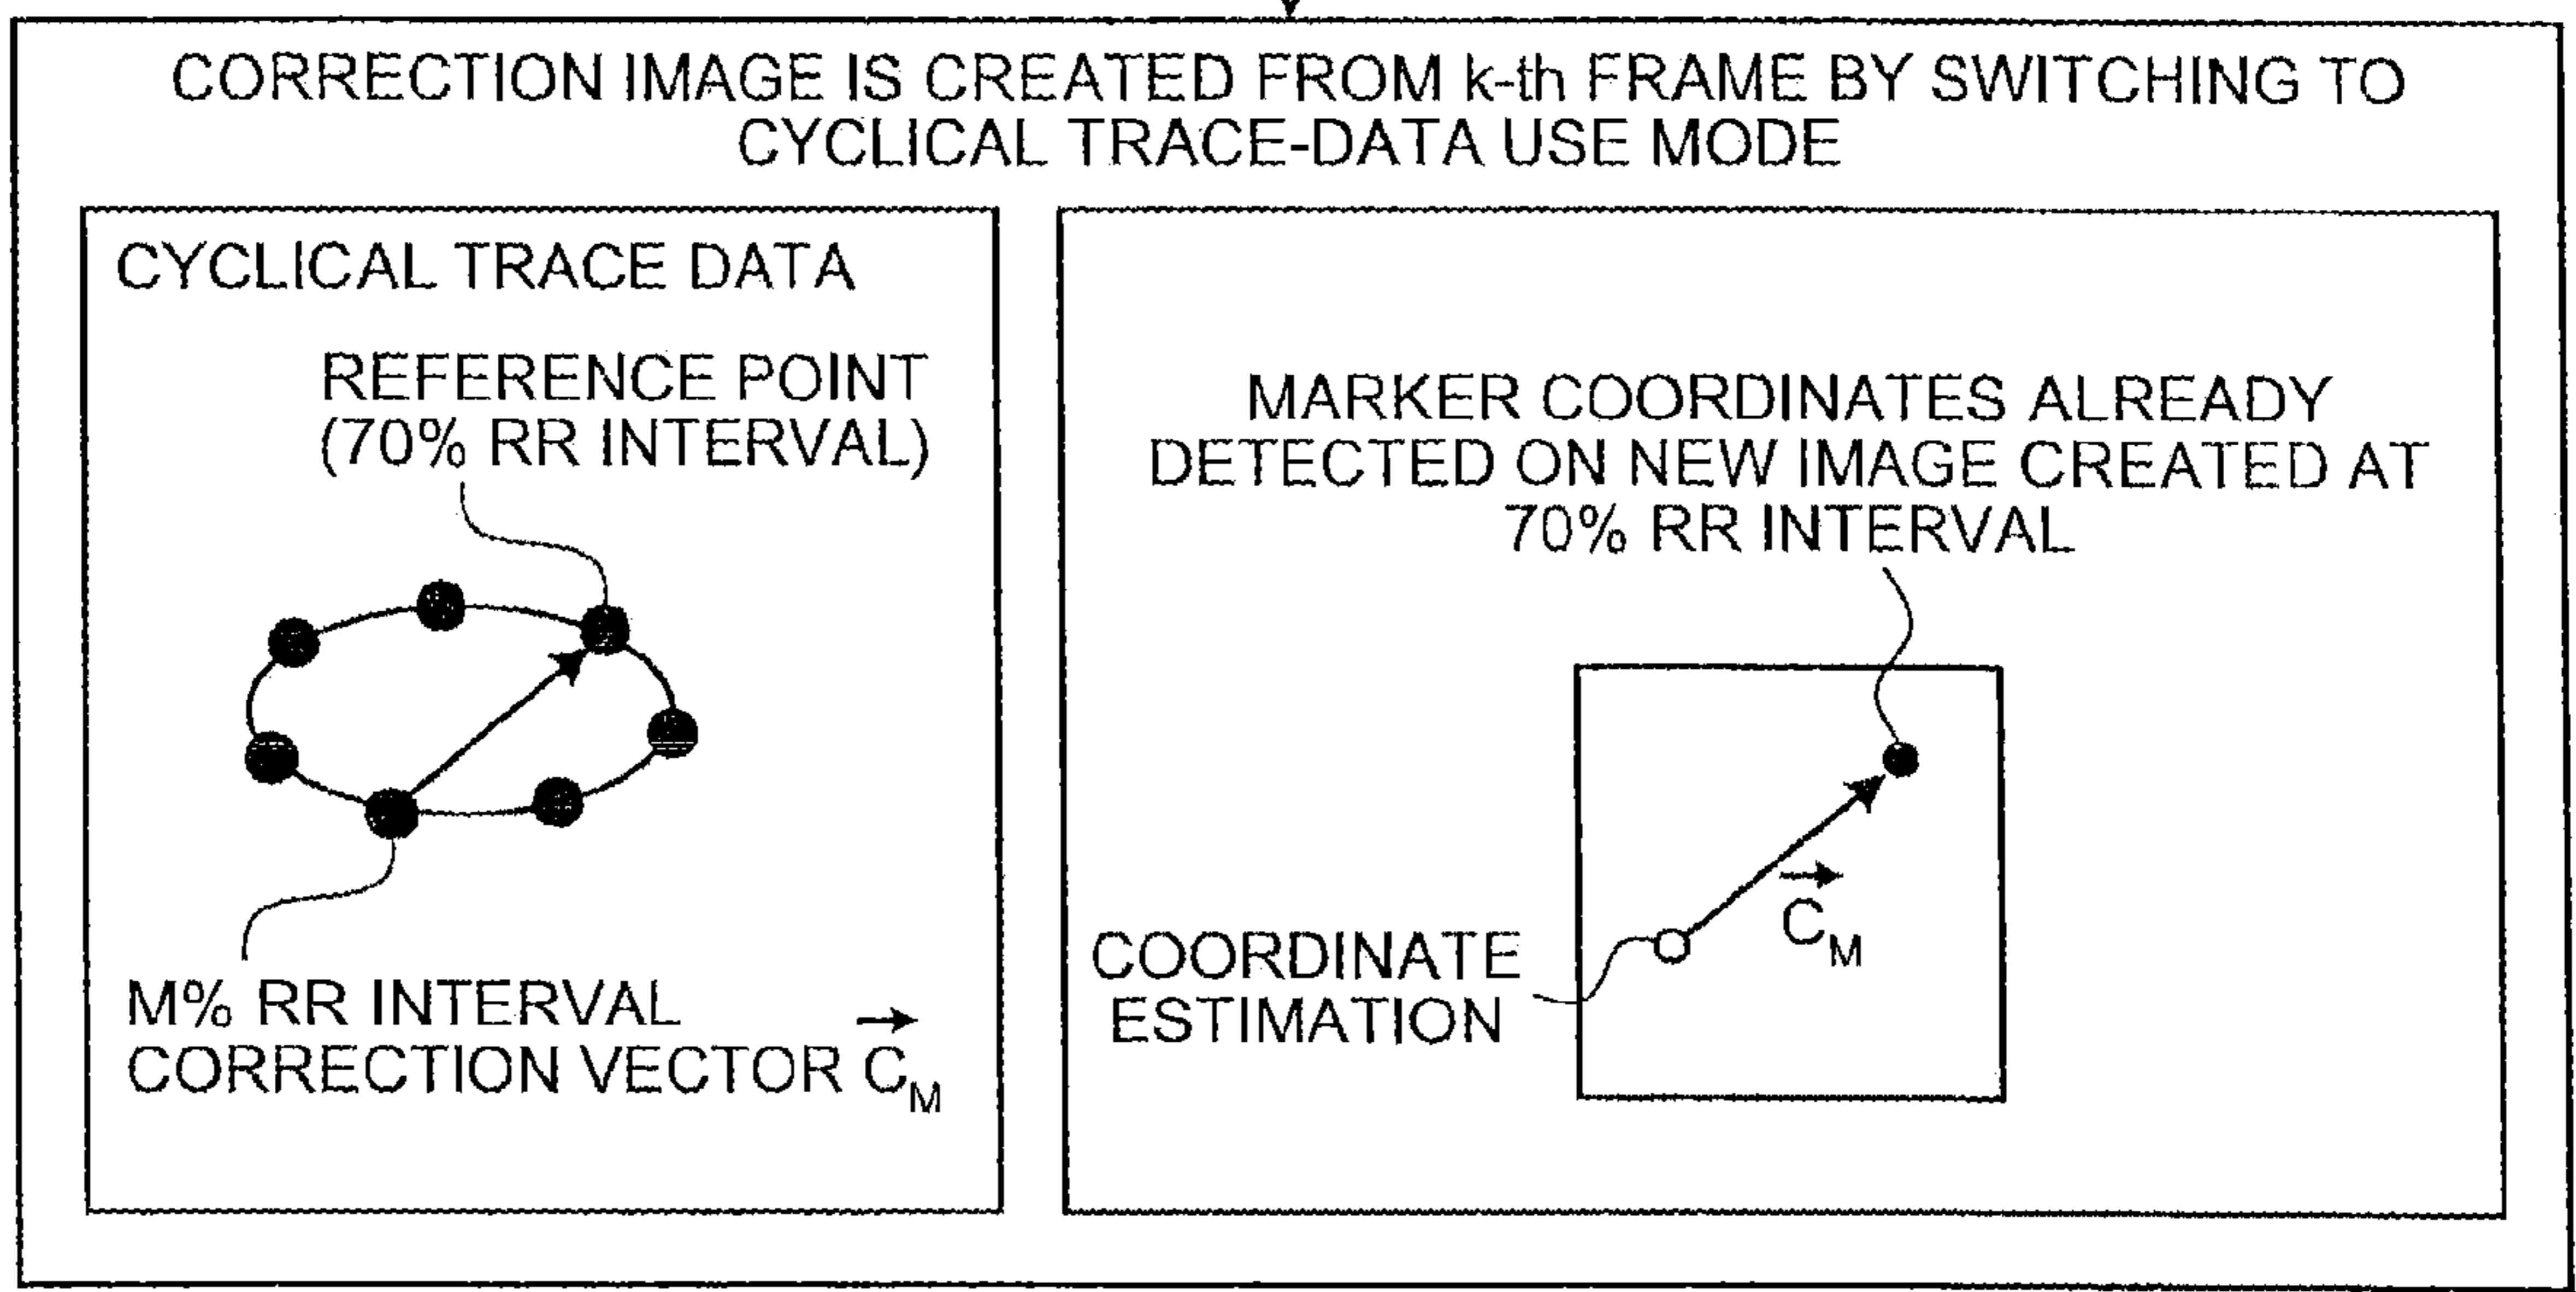 CORRECTION IMAGE IS CREATED FROM k-th FRAME BY SWITCHING TO
CYCLICAL TRACE-DATA USE MODE
CYCLICAL TRACE DATA
REFERENCE POINT
(70% RR INTERVAL)
M% RR INTERVAL
CORRECTION VECTOR C⃗M
MARKER COORDINATES ALREADY
DETECTED ON NEW IMAGE CREATED AT
70% RR INTERVAL
C⃗M
COORDINATE
ESTIMATION